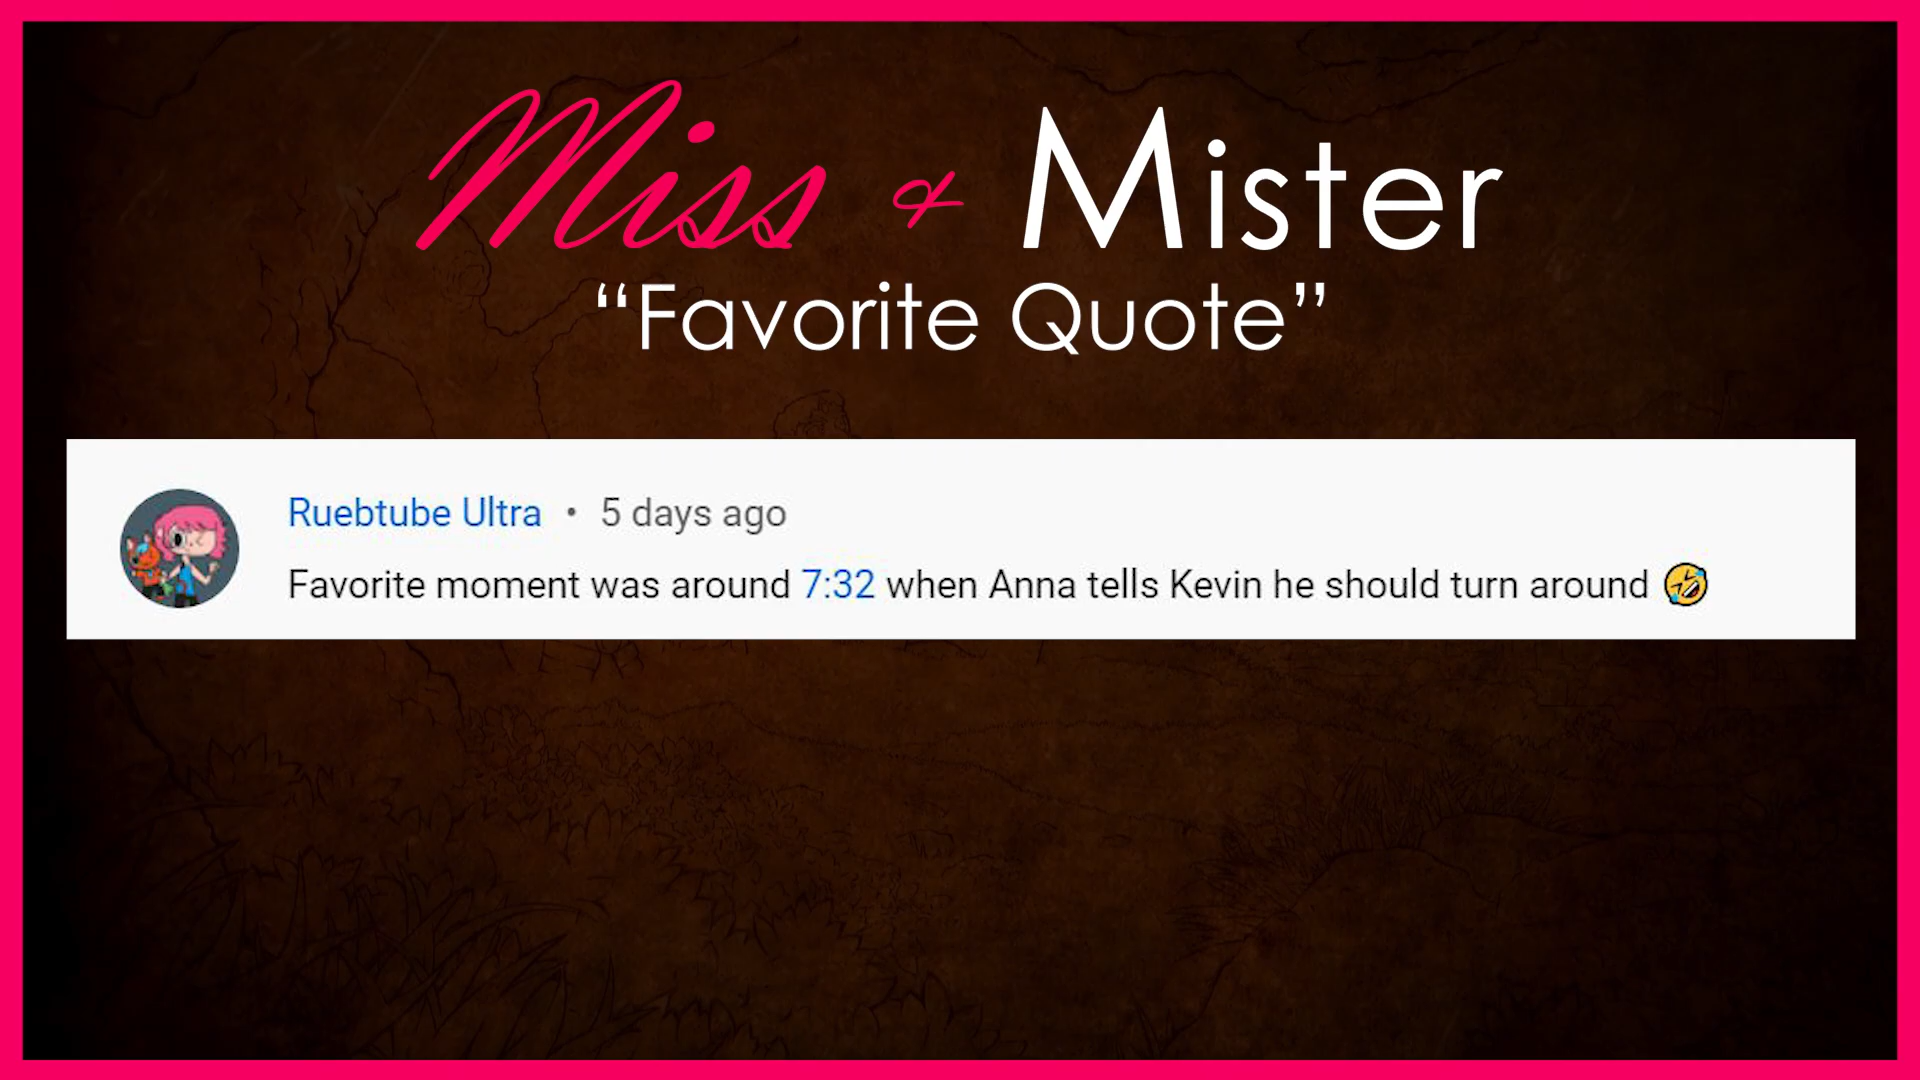 Miss & Mister
“Favorite Quote”
Ruebtube Ultra • 5 days ago
Favorite moment was around 7:32 when Anna tells Kevin he should turn around 🤣